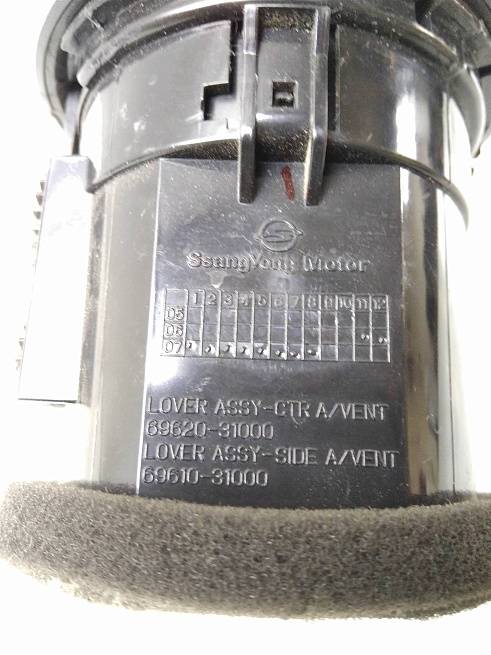 SsangYong Motor
1 2 3 4 5 6 7 8 9 10 11 12
05
06
07
LOVER ASSY-CTR A/VENT
69620-31000
LOVER ASSY-SIDE A/VENT
69610-31000